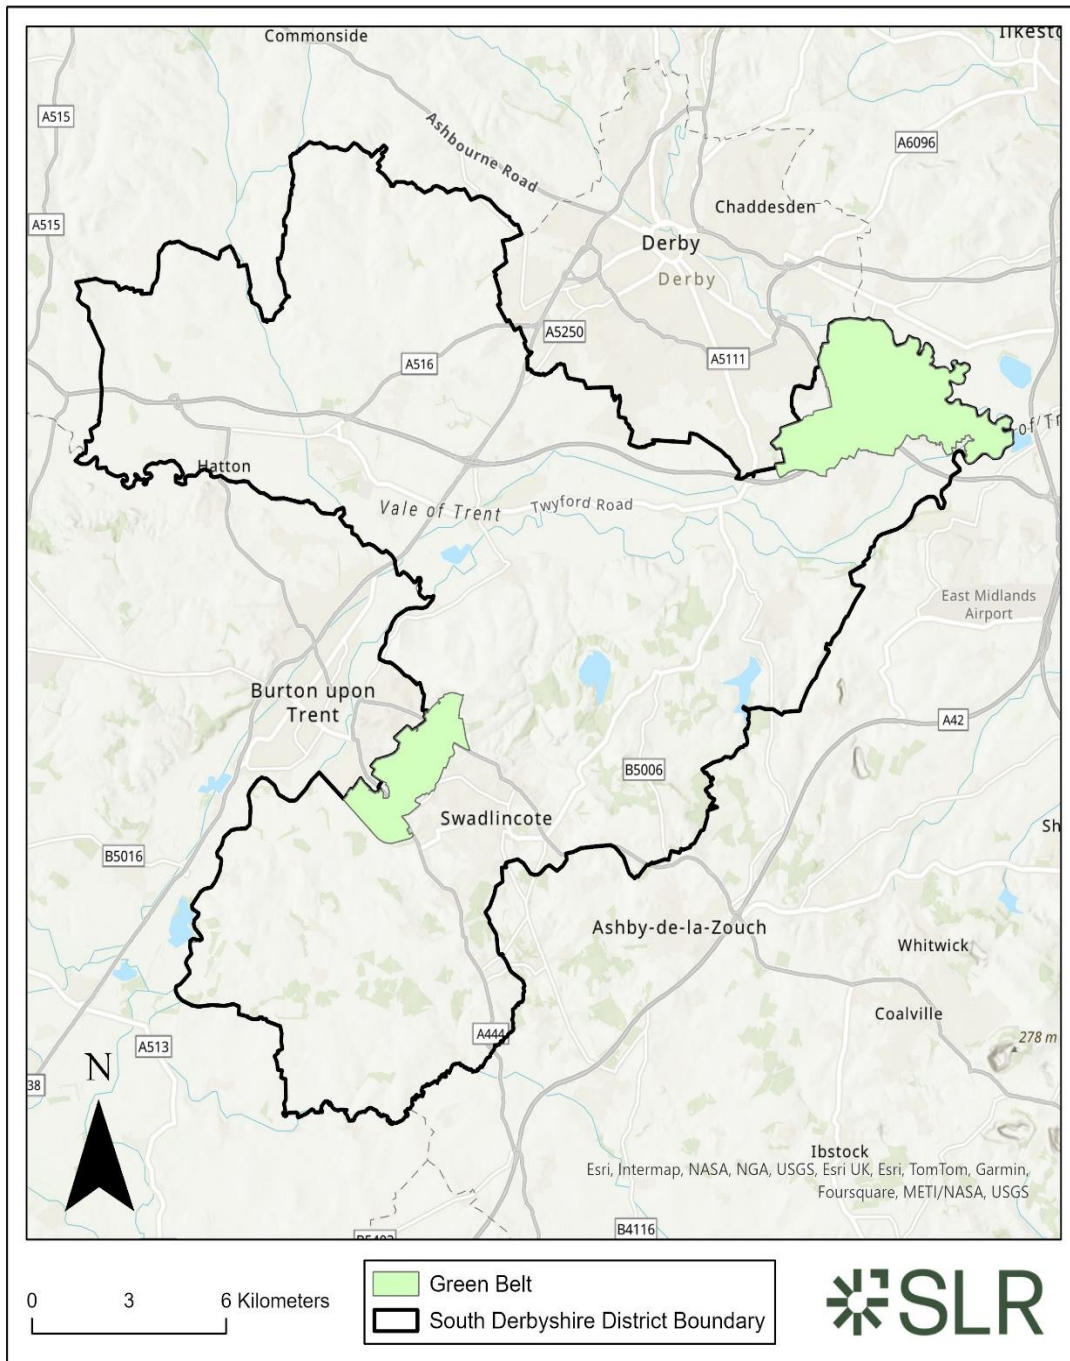 Commonside
Ilkesto
A515
Ashbourne Road
A6096
Chaddesden
A515
Derby
Derby
A5250
A5111
A516
of/Tr
Hatton
Vale of Trent
Twyford Road
East Midlands
Airport
Burton upon
Trent
A42
B5006
Swadlincote
Sh
B5016
Ashby-de-la-Zouch
Whitwick
Coalville
A444
278 m
A513
N
38
Ibstock
Esri, Intermap, NASA, NGA, USGS, Esri UK, Esri, TomTom, Garmin,
Foursquare, METI/NASA, USGS
B4116
0 3 6 Kilometers
Green Belt
South Derbyshire District Boundary
SLR